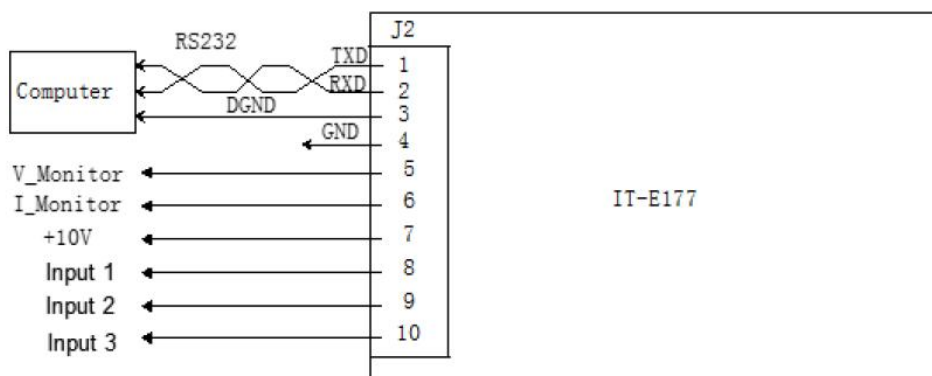 J2
RS232
TXD
1
Computer
RXD
2
DGND
3
GND
4
V_Monitor
5
I_Monitor
6
IT-E177
+10V
7
Input 1
8
Input 2
9
Input 3
10